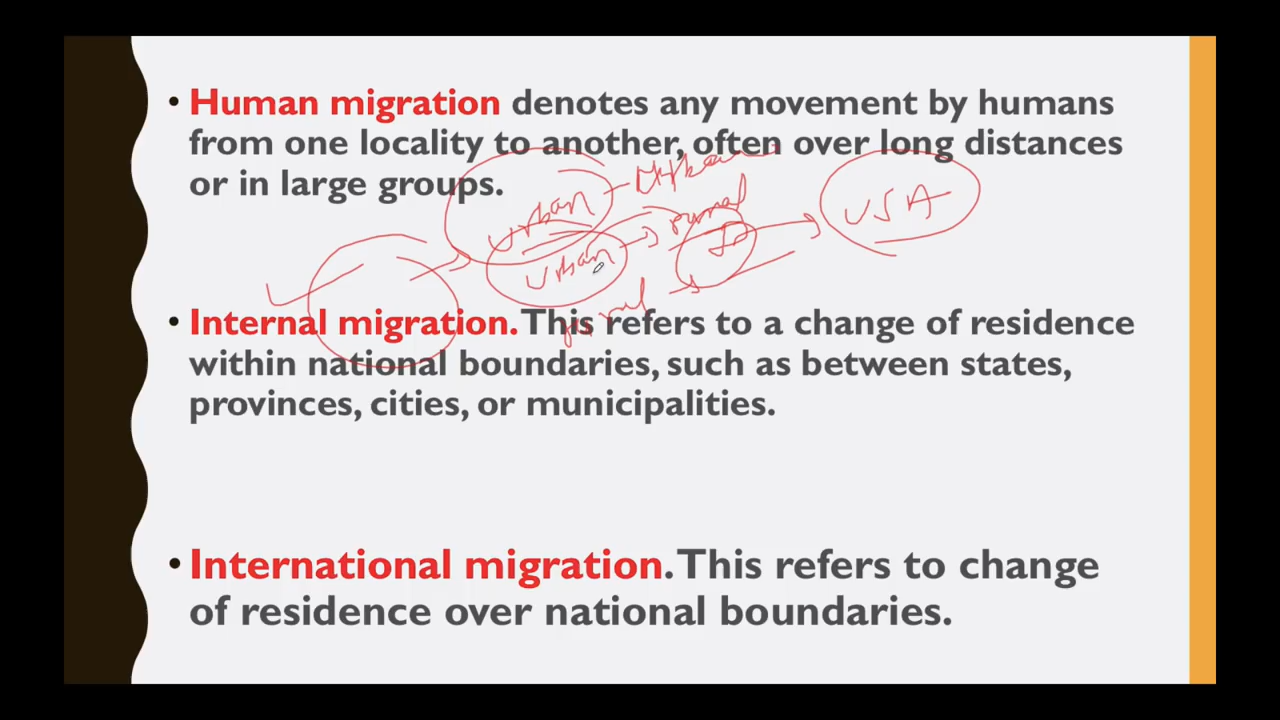 • Human migration denotes any movement by humans
from one locality to another, often over long distances
or in large groups.
Urban
rural
USA
Urban
• Internal migration. This refers to a change of residence
within national boundaries, such as between states,
provinces, cities, or municipalities.
• International migration. This refers to change
of residence over national boundaries.